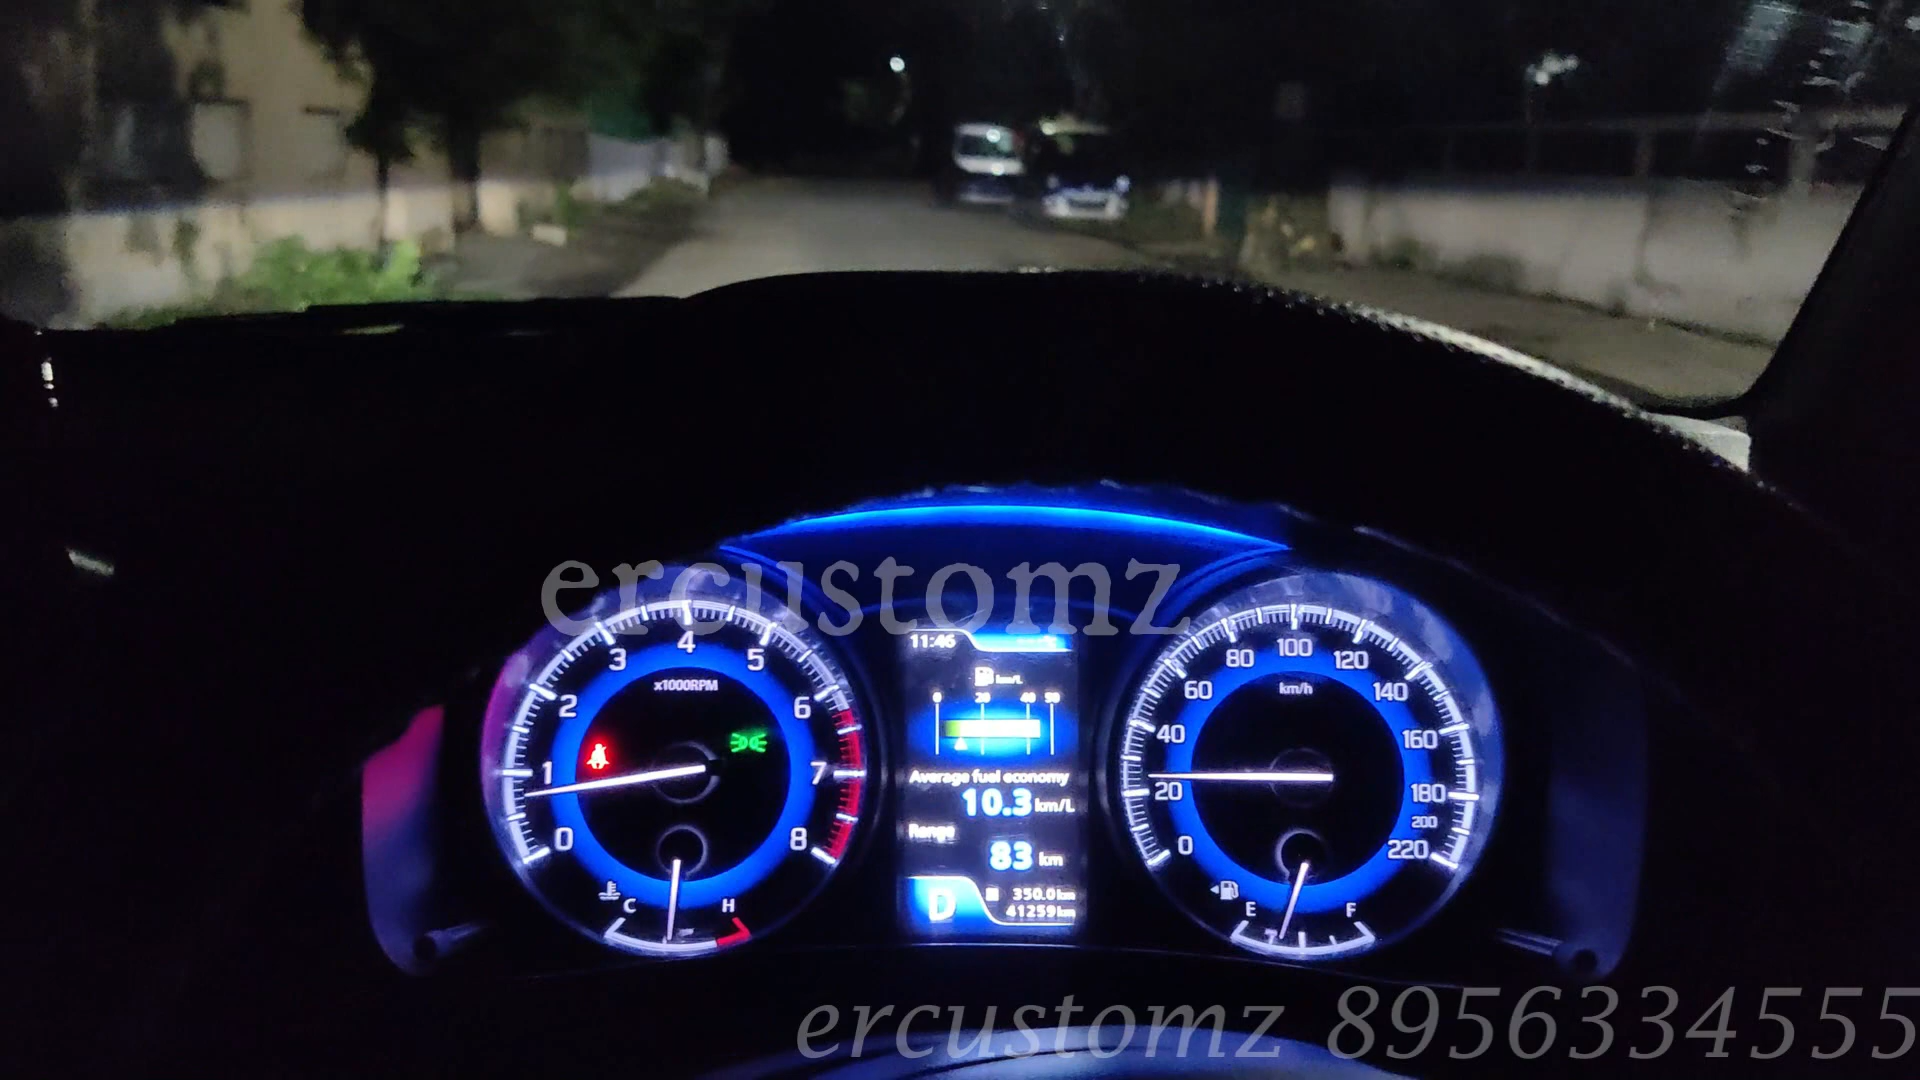 ercustomz
11:46
km/L
0 20 40 50
Average fuel economy
10.3 km/L
Range
83 km
D
350.0 km
41259 km
x1000RPM
0 1 2 3 4 5 6 7 8
C H
km/h
0 20 40 60 80 100 120 140 160 180 200 220
E F
ercustomz 8956334555